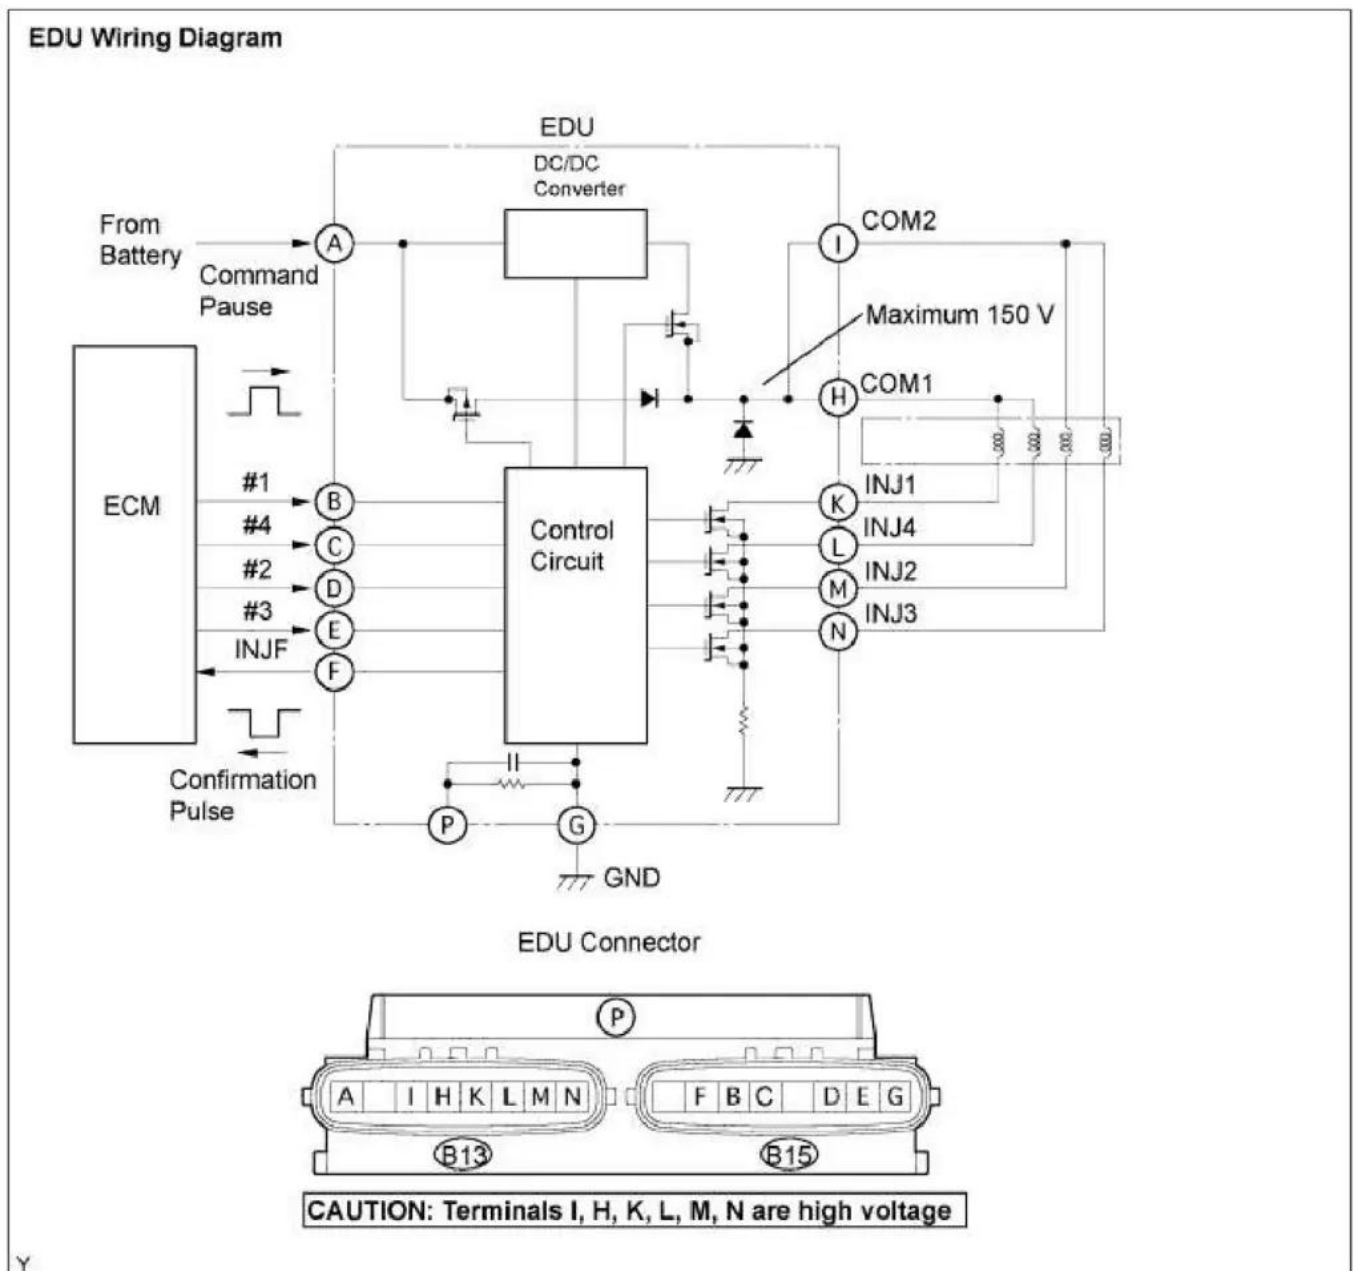 EDU Wiring Diagram
EDU
DC/DC
Converter
From
Battery
A
I
COM2
Command
Pause
Maximum 150 V
H
COM1
ECM
#1
B
Control
Circuit
K
INJ1
#4
C
L
INJ4
#2
D
M
INJ2
#3
E
N
INJ3
INJF
F
Confirmation
Pulse
P
G
GND
EDU Connector
P
A I H K L M N
F B C D E G
B13
B15
CAUTION: Terminals I, H, K, L, M, N are high voltage
Y